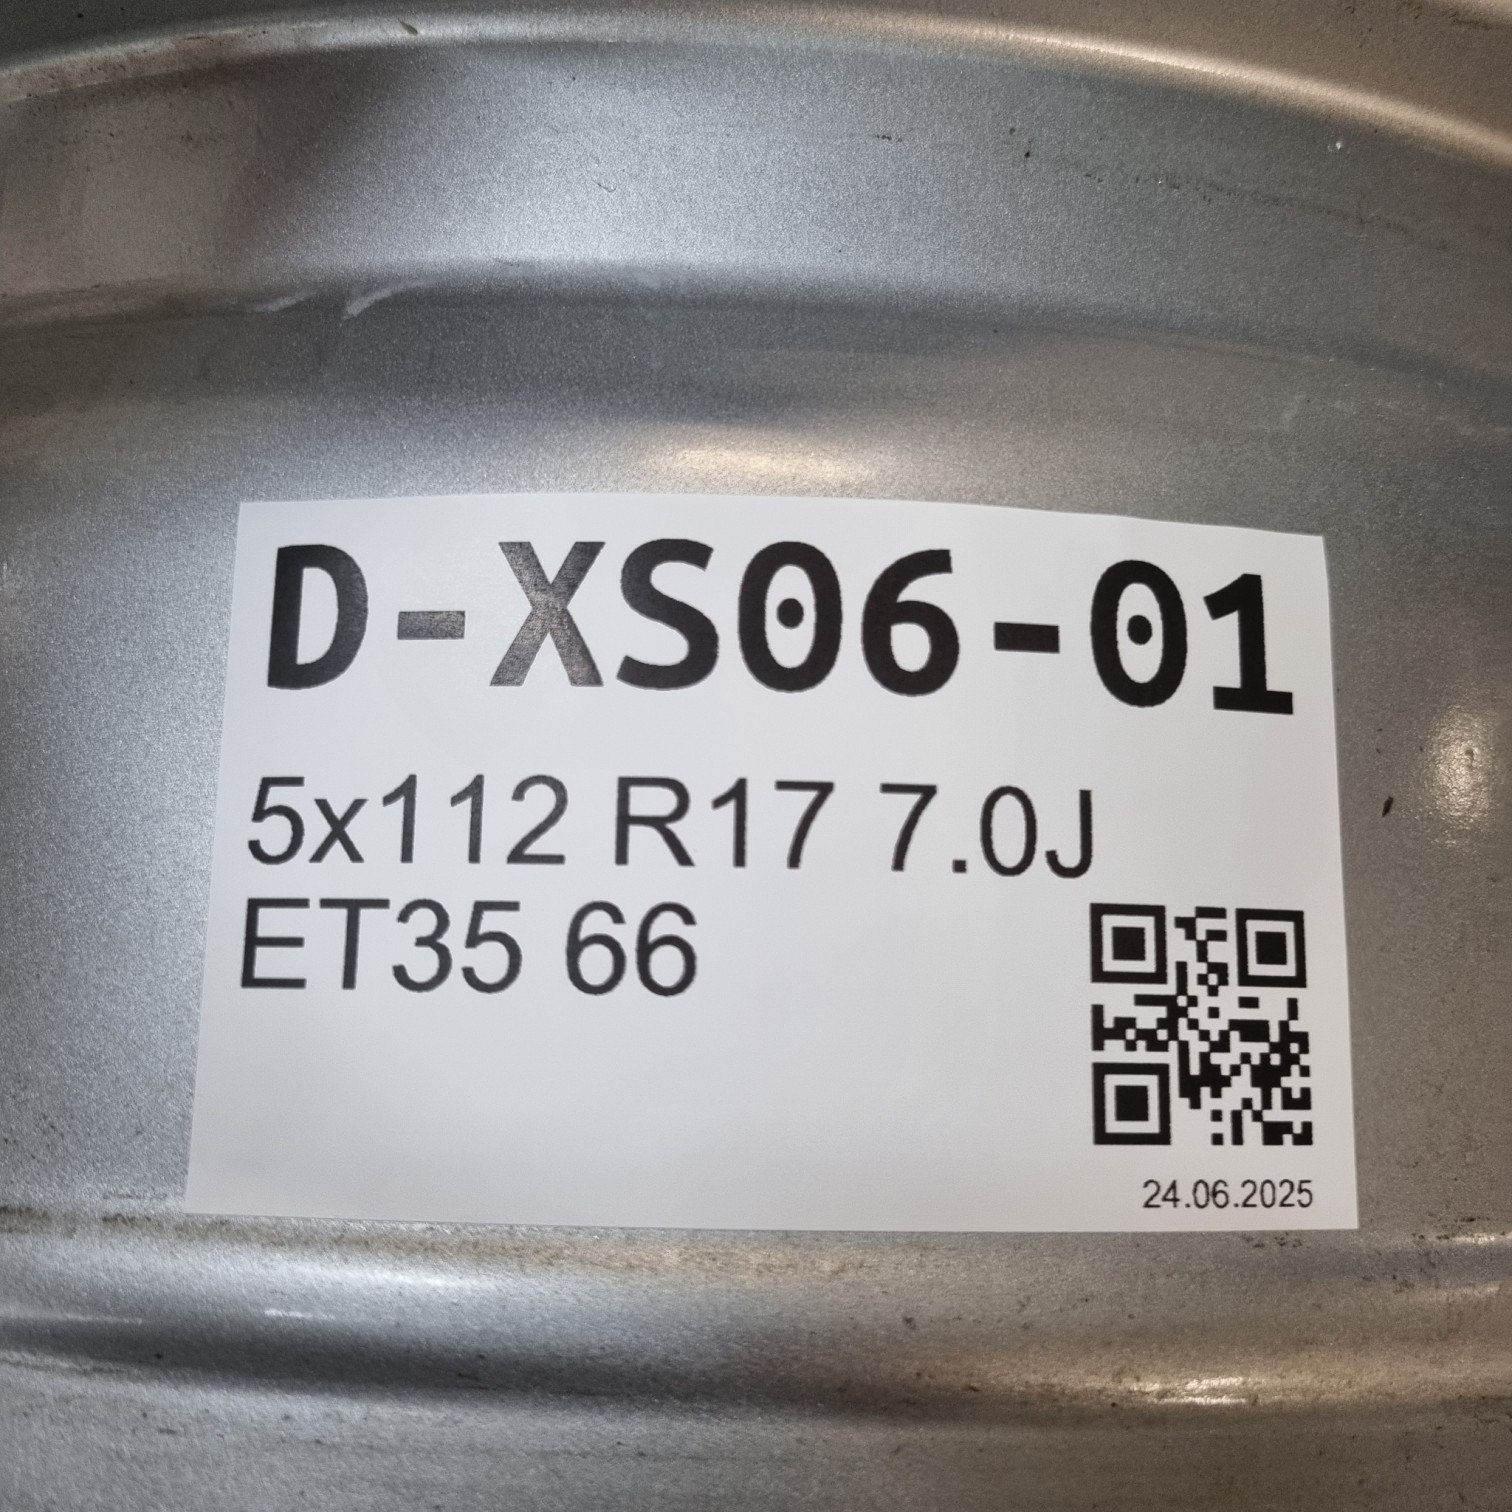 D-XS06-01
5x112 R17 7.0J
ET35 66
24.06.2025